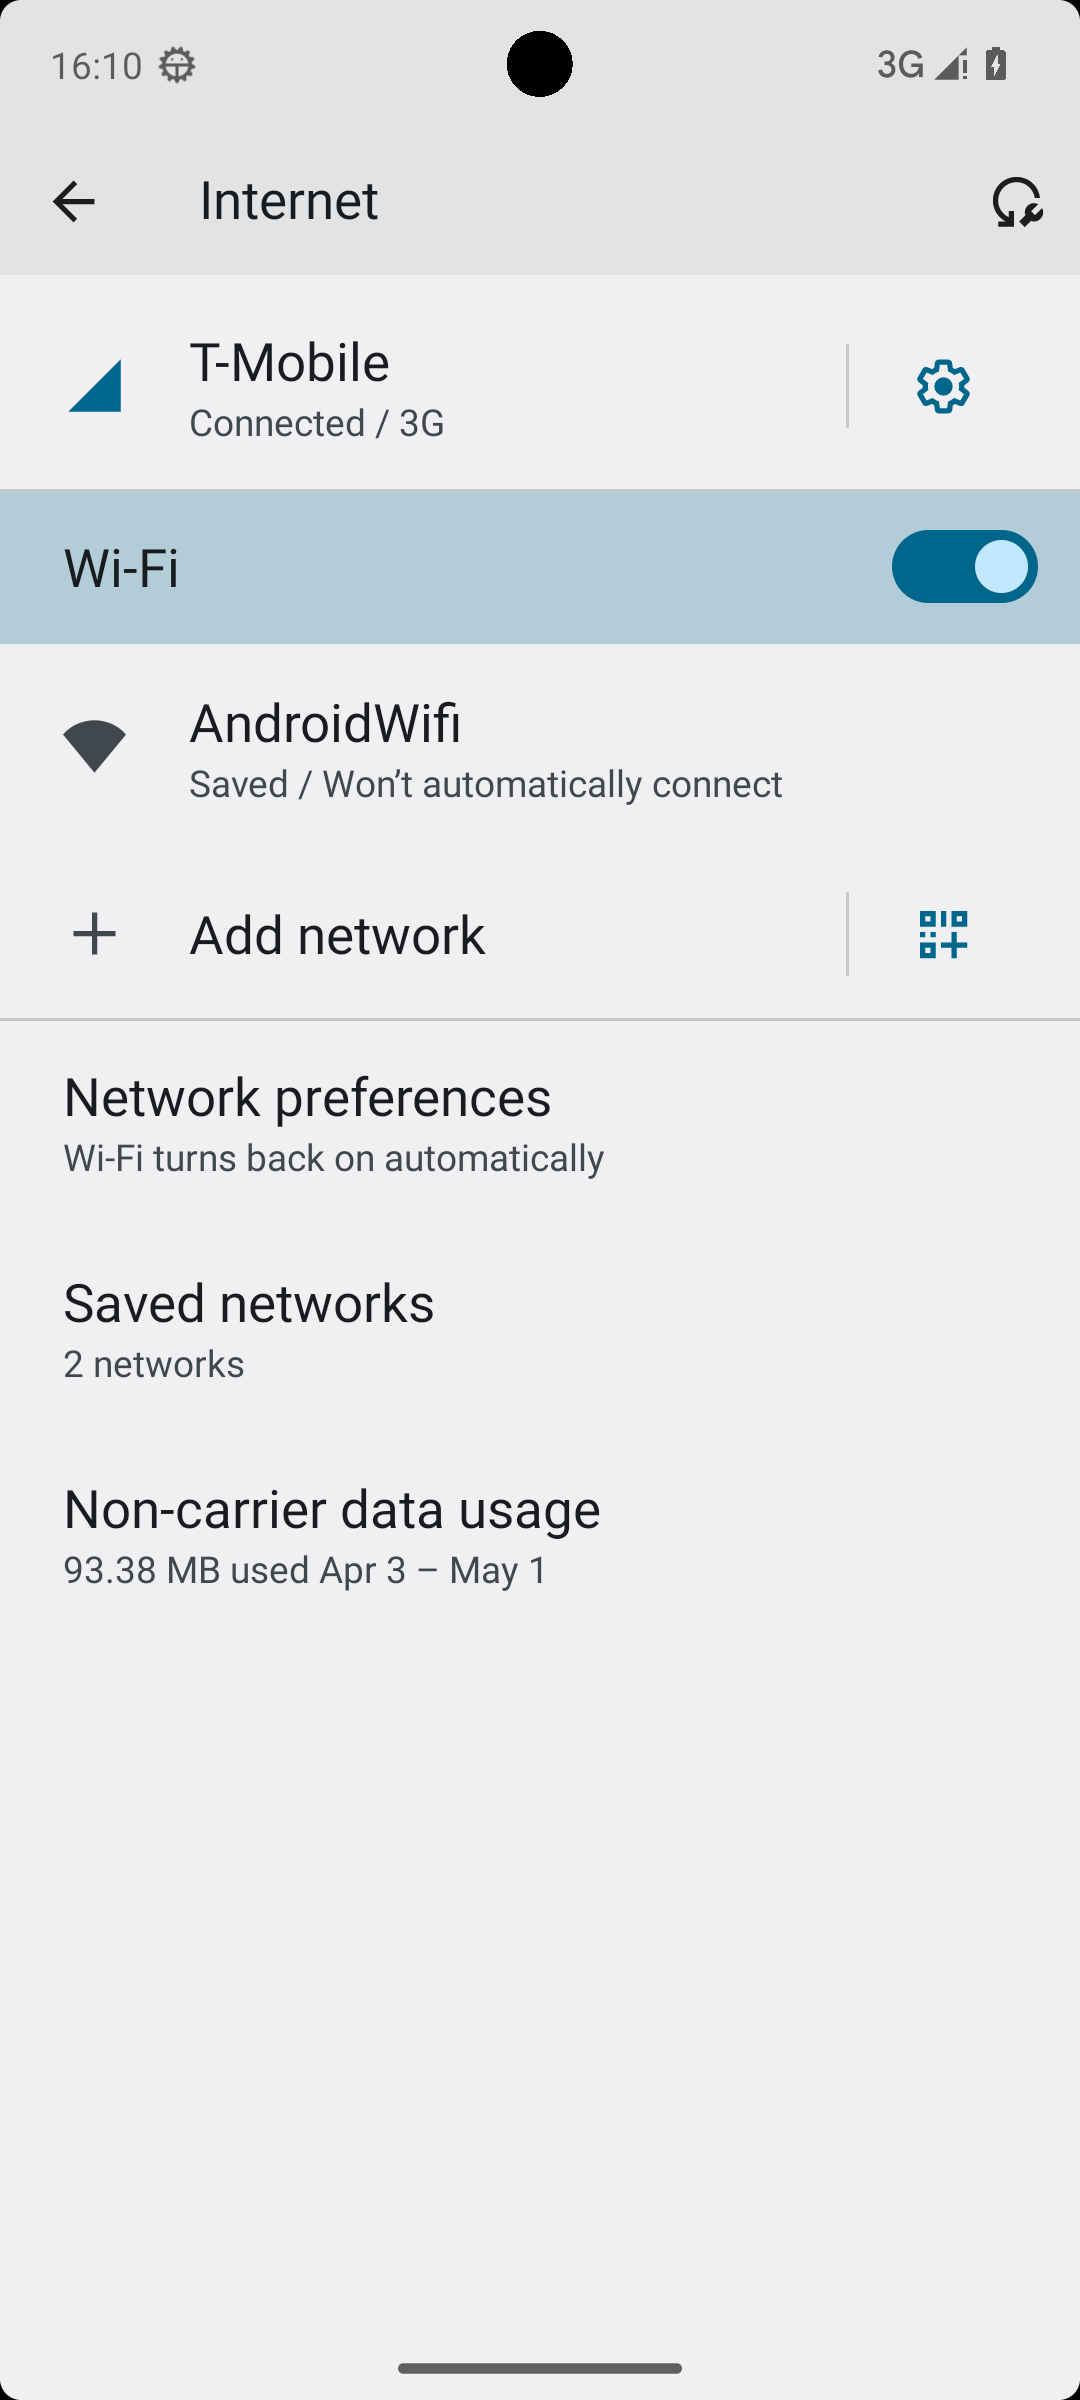 16:10
3G
Internet
T-Mobile
Connected / 3G
Wi-Fi
AndroidWifi
Saved / Won’t automatically connect
Add network
Network preferences
Wi-Fi turns back on automatically
Saved networks
2 networks
Non-carrier data usage
93.38 MB used Apr 3 – May 1